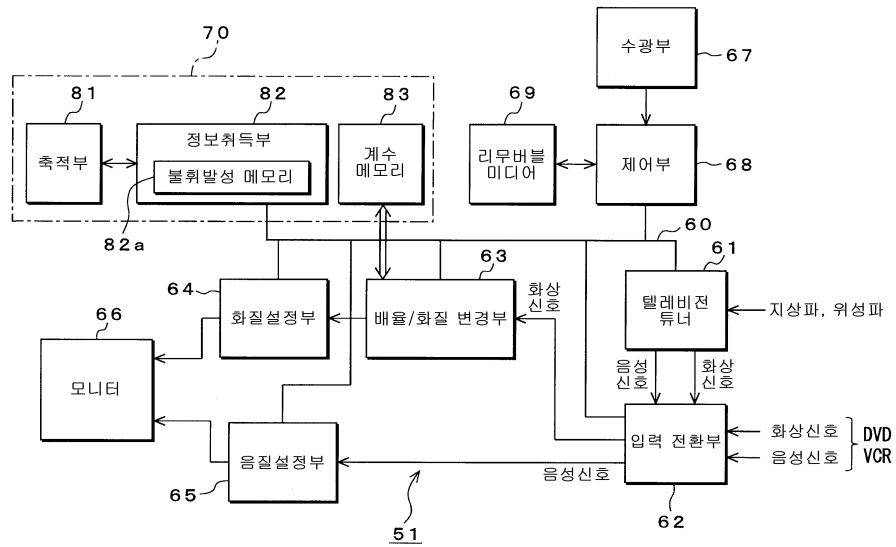 70
수광부
67
81
82
83
69
축적부
정보취득부
불휘발성 메모리
계수
메모리
리무버블
미디어
제어부
68
82a
60
61
64
63
66
화질설정부
배율/화질 변경부
화상
신호
텔레비전
튜너
지상파, 위성파
모니터
음성
신호
화상
신호
음질설정부
입력 전환부
화상신호
음성신호
DVD
VCR
65
음성신호
62
51